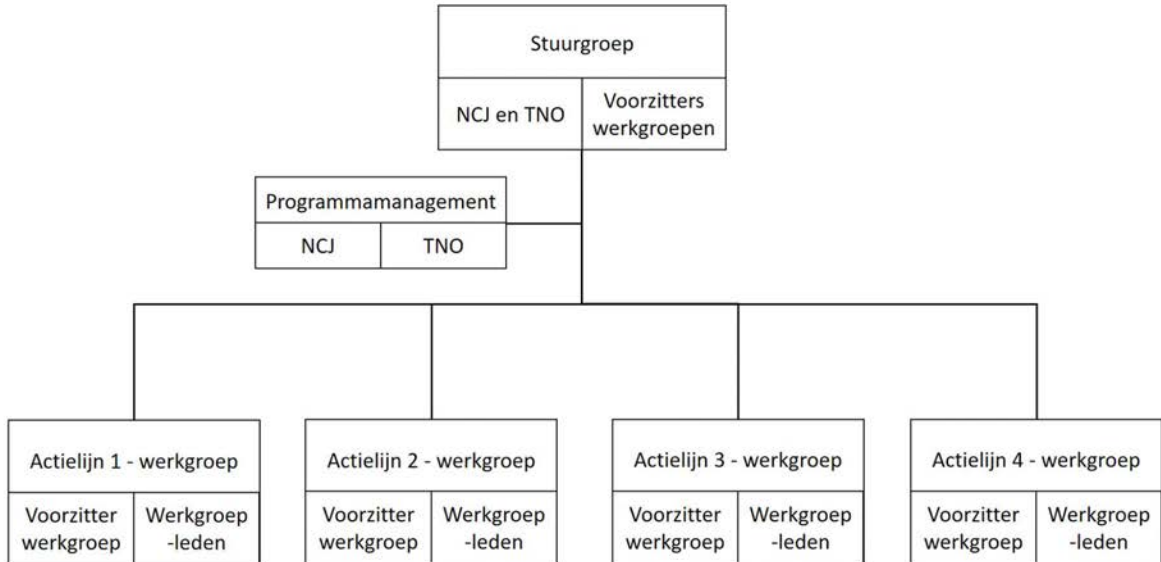 Stuurgroep
NCJ en TNO
Voorzitters
werkgroepen
Programmamanagement
NCJ
TNO
Actielijn 1 - werkgroep
Voorzitter
werkgroep
Werkgroep
-leden
Actielijn 2 - werkgroep
Voorzitter
werkgroep
Werkgroep
-leden
Actielijn 3 - werkgroep
Voorzitter
werkgroep
Werkgroep
-leden
Actielijn 4 - werkgroep
Voorzitter
werkgroep
Werkgroep
-leden